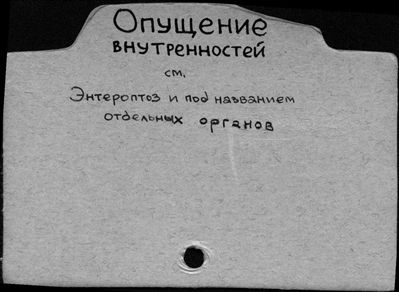 Опущение
внутренностей
см.
Энтероптоз и под названием
отдельных органов